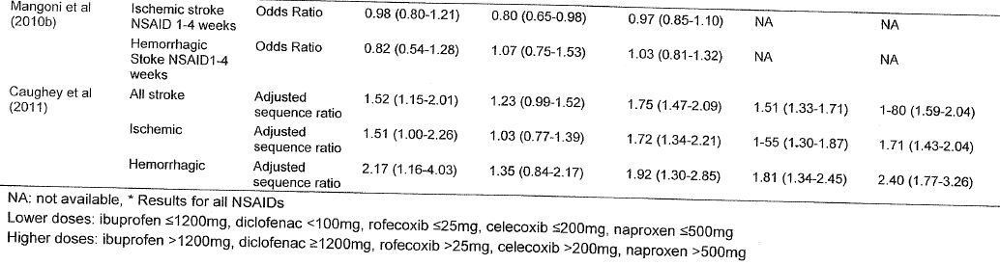 Mangoni et al Ischemic stroke Odds Ratio 0.98 (0.80-1.21) 0.80 (0.65-0.98) 0.97 (0.85-1.10) NA NA
(2010b) NSAID 1-4 weeks
Hemorrhagic Odds Ratio 0.82 (0.54-1.28) 1.07 (0.75-1.53) 1.03 (0.81-1.32) NA NA
Stoke NSAID1-4
weeks
Caughey et al All stroke Adjusted 1.52 (1.15-2.01) 1.23 (0.99-1.52) 1.75 (1.47-2.09) 1.51 (1.33-1.71) 1-80 (1.59-2.04)
(2011) sequence ratio
Ischemic Adjusted 1.51 (1.00-2.26) 1.03 (0.77-1.39) 1.72 (1.34-2.21) 1-55 (1.30-1.87) 1.71 (1.43-2.04)
sequence ratio
Hemorrhagic Adjusted 2.17 (1.16-4.03) 1.35 (0.84-2.17) 1.92 (1.30-2.85) 1.81 (1.34-2.45) 2.40 (1.77-3.26)
sequence ratio
NA: not available, * Results for all NSAIDs
Lower doses: ibuprofen ≤1200mg, diclofenac <100mg, rofecoxib ≤25mg, celecoxib ≤200mg, naproxen ≤500mg
Higher doses: ibuprofen >1200mg, diclofenac ≥1200mg, rofecoxib >25mg, celecoxib >200mg, naproxen >500mg